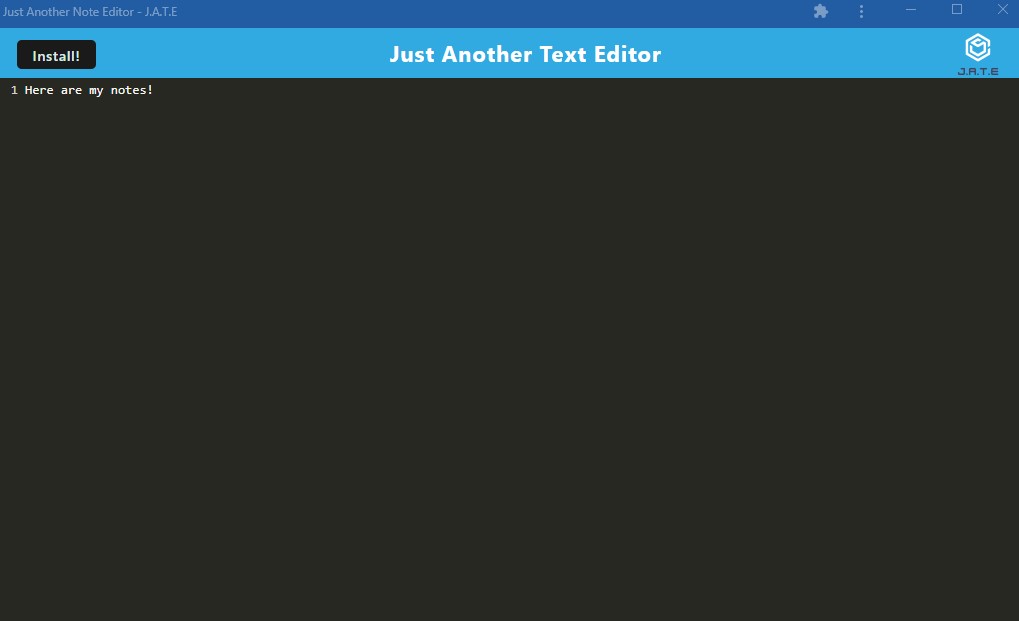 Just Another Note Editor - J.A.T.E
Install!
Just Another Text Editor
J.A.T.E
1 Here are my notes!